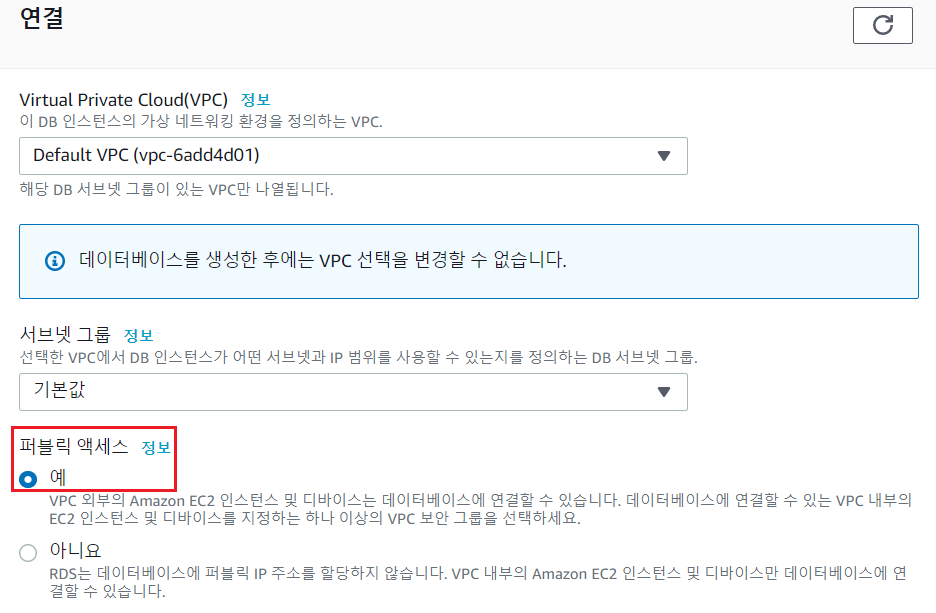 연결
Virtual Private Cloud(VPC) 정보
이 DB 인스턴스의 가상 네트워킹 환경을 정의하는 VPC.
Default VPC (vpc-6add4d01)
해당 DB 서브넷 그룹이 있는 VPC만 나열됩니다.
데이터베이스를 생성한 후에는 VPC 선택을 변경할 수 없습니다.
서브넷 그룹 정보
선택한 VPC에서 DB 인스턴스가 어떤 서브넷과 IP 범위를 사용할 수 있는지를 정의하는 DB 서브넷 그룹.
기본값
퍼블릭 액세스 정보
예
VPC 외부의 Amazon EC2 인스턴스 및 디바이스는 데이터베이스에 연결할 수 있습니다. 데이터베이스에 연결할 수 있는 VPC 내부의
EC2 인스턴스 및 디바이스를 지정하는 하나 이상의 VPC 보안 그룹을 선택하세요.
아니요
RDS는 데이터베이스에 퍼블릭 IP 주소를 할당하지 않습니다. VPC 내부의 Amazon EC2 인스턴스 및 디바이스만 데이터베이스에 연
결할 수 있습니다.